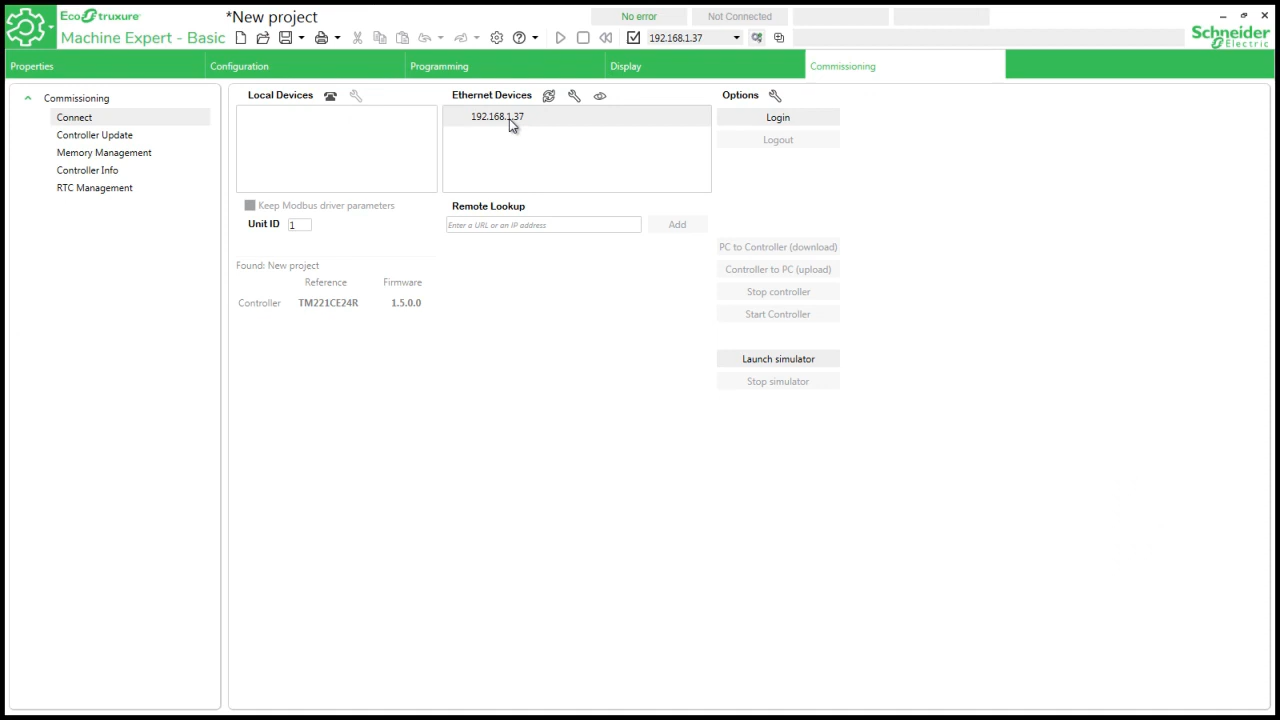 EcoStruxure
Machine Expert - Basic
*New project
No error
Not Connected
192.168.1.37
Schneider
Electric
Properties
Configuration
Programming
Display
Commissioning
Commissioning
Connect
Controller Update
Memory Management
Controller Info
RTC Management
Local Devices
Ethernet Devices
Options
192.168.1.37
Login
Logout
Keep Modbus driver parameters
Unit ID 1
Remote Lookup
Enter a URL or an IP address
Add
Found: New project
Reference Firmware
Controller TM221CE24R 1.5.0.0
PC to Controller (download)
Controller to PC (upload)
Stop controller
Start Controller
Launch simulator
Stop simulator